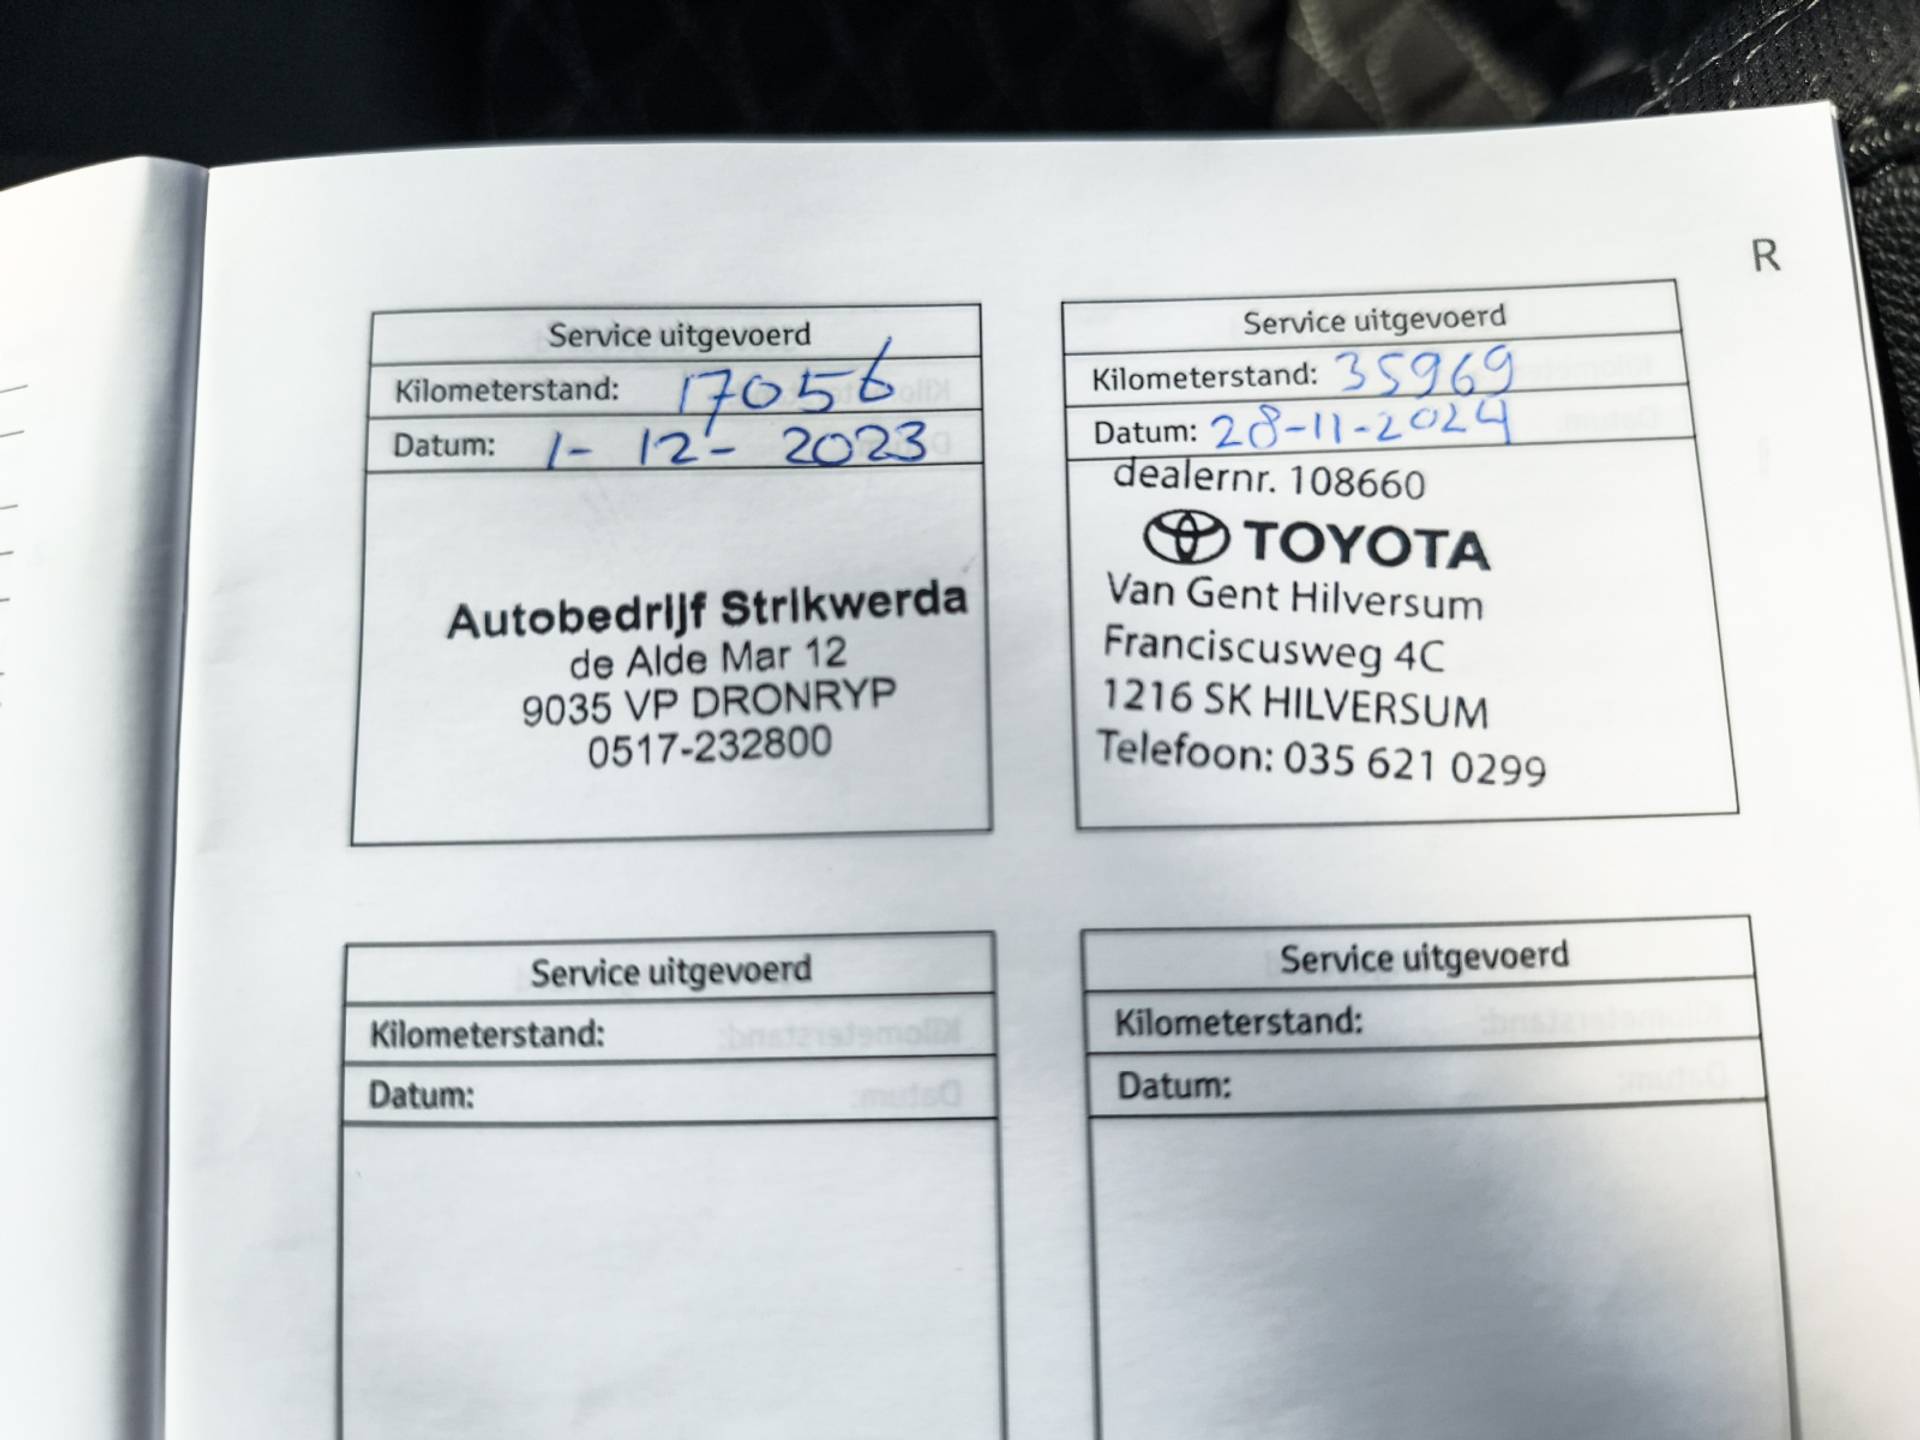 R
Service uitgevoerd
Kilometerstand: 17056
Datum: 1-12-2023
Autobedrijf Strikwerda
de Alde Mar 12
9035 VP DRONRYP
0517-232800
Service uitgevoerd
Kilometerstand: 35969
Datum: 28-11-2024
dealernr. 108660
TOYOTA
Van Gent Hilversum
Franciscusweg 4C
1216 SK HILVERSUM
Telefoon: 035 621 0299
Service uitgevoerd
Kilometerstand:
Datum:
Service uitgevoerd
Kilometerstand:
Datum: